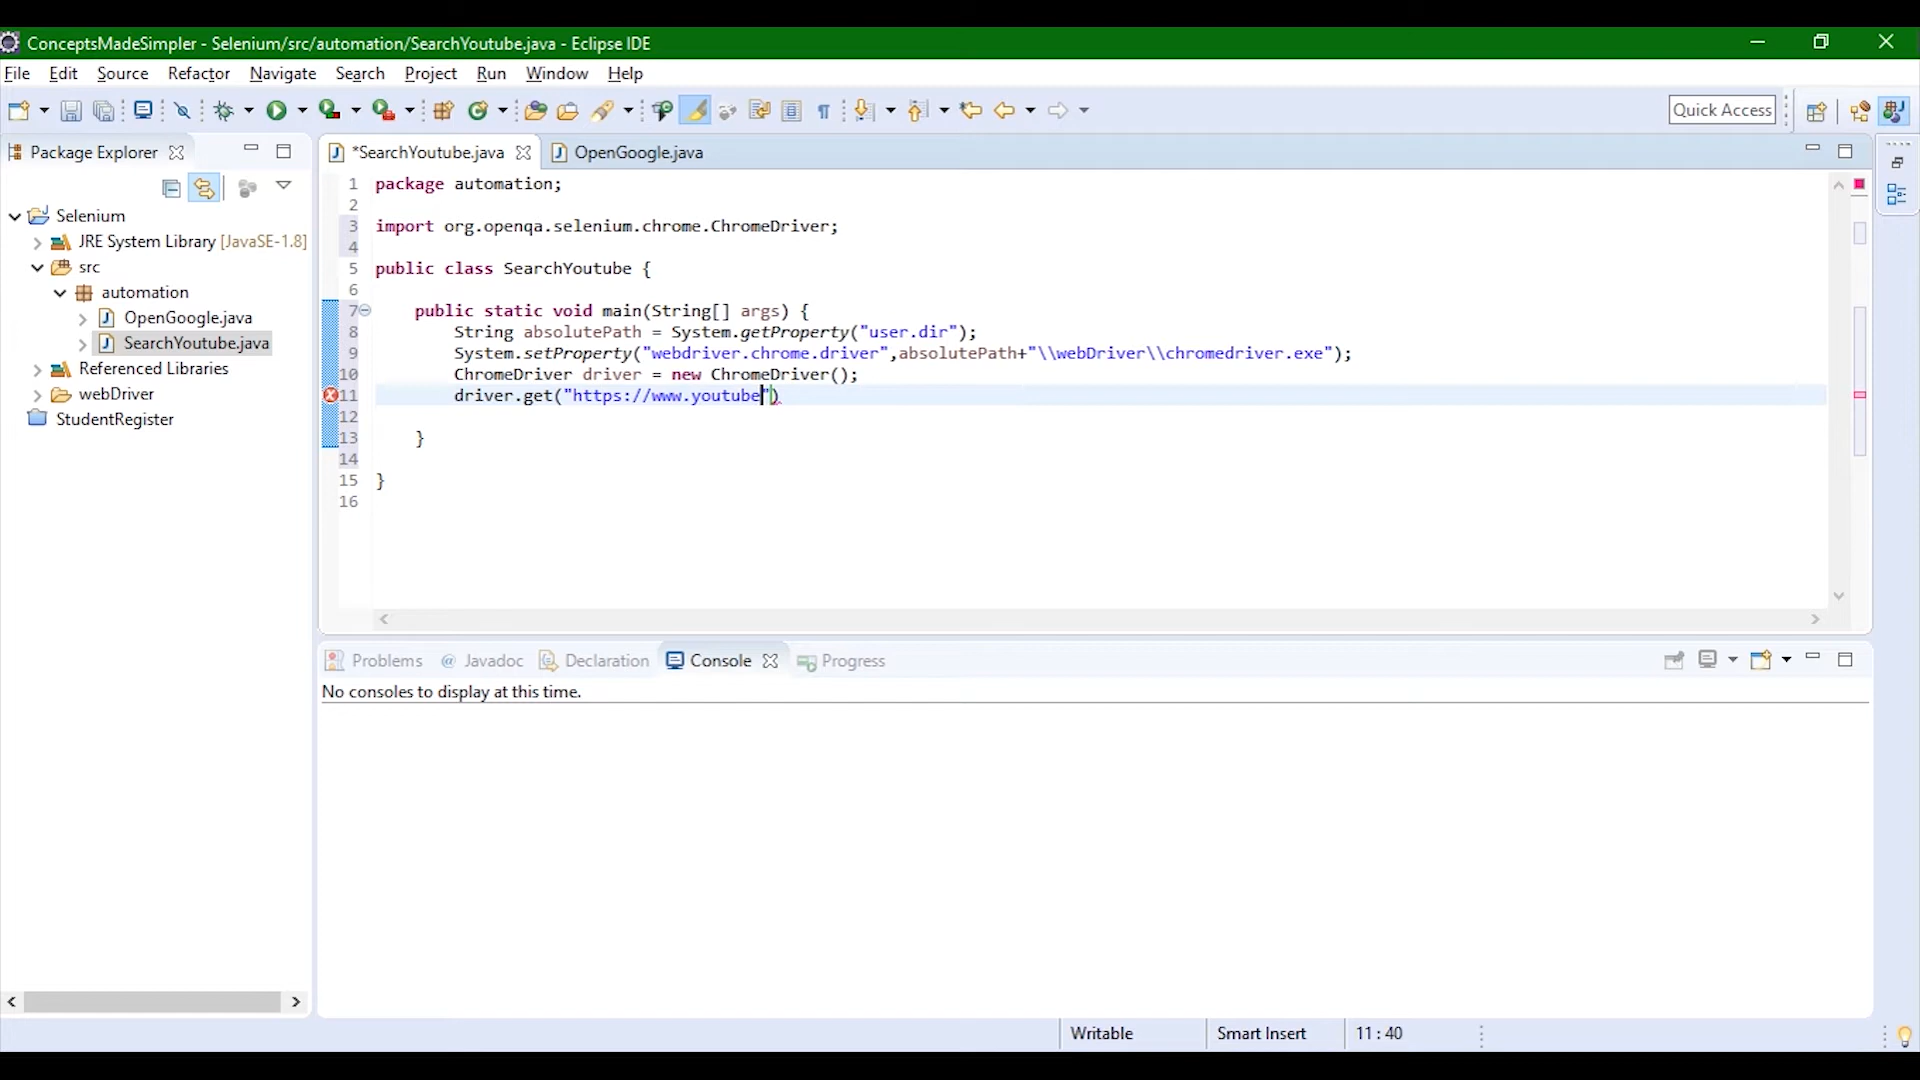 ConceptsMadeSimpler - Selenium/src/automation/SearchYoutube.java - Eclipse IDE
File Edit Source Refactor Navigate Search Project Run Window Help
Quick Access
Package Explorer
Selenium
JRE System Library [JavaSE-1.8]
src
automation
OpenGoogle.java
SearchYoutube.java
Referenced Libraries
webDriver
StudentRegister
*SearchYoutube.java OpenGoogle.java
1 package automation;
2
3 import org.openqa.selenium.chrome.ChromeDriver;
4
5 public class SearchYoutube {
6
7 public static void main(String[] args) {
8 String absolutePath = System.getProperty("user.dir");
9 System.setProperty("webdriver.chrome.driver",absolutePath+"\\webDriver\\chromedriver.exe");
10 ChromeDriver driver = new ChromeDriver();
11 driver.get("https://www.youtube")
12
13 }
14
15 }
16
Problems @ Javadoc Declaration Console Progress
No consoles to display at this time.
Writable Smart Insert 11 : 40